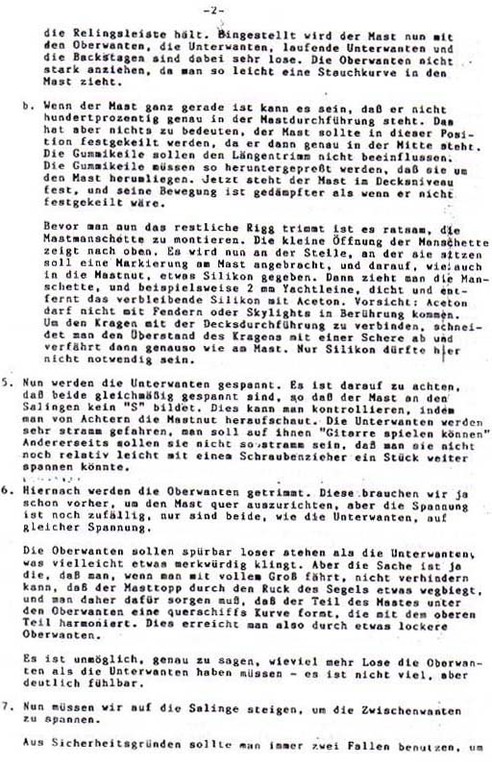 -2-
die Relingsleiste hält. Eingestellt wird der Mast nun mit
den Oberwanten, die Unterwanten, laufende Unterwanten und
die Backstagen sind dabei sehr lose. Die Oberwanten nicht
stark anziehen, da man so leicht eine Stauchkurve in den
Mast zieht.
b. Wenn der Mast ganz gerade ist kann es sein, daß er nicht
hundertprozentig genau in der Mastdurchführung steht. Das
hat aber nichts zu bedeuten, der Mast sollte in dieser Posi-
tion festgekeilt werden, da er dann genau in der Mitte steht.
Die Gummikeile sollen den Längentrimm nicht beeinflussen.
Die Gummikeile müssen so heruntergepreßt werden, daß sie um
den Mast herumliegen. Jetzt steht der Mast im Decksniveau
fest, und seine Bewegung ist gedämpfter als wenn er nicht
festgekeilt wäre.
Bevor man nun das restliche Rigg trimmt ist es ratsam, die
Mastmanschette zu montieren. Die kleine Öffnung der Manschette
zeigt nach oben. Es wird nun an der Stelle, an der sie sitzen
soll eine Markierung am Mast angebracht, und darauf, wie auch
in die Mastnut, etwas Silikon gegeben. Dann zieht man die Man-
schette, und beispielsweise 2 mm Yachtleine, dicht und ent-
fernt das verbleibende Silikon mit Aceton. Vorsicht: Aceton
darf nicht mit Fendern oder Skylights in Berührung kommen.
Um den Kragen mit der Decksdurchführung zu verbinden, schnei-
det man den Überstand des Kragens mit einer Schere ab und
verfährt dann genauso wie am Mast. Nur Silikon dürfte hier
nicht notwendig sein.
5. Nun werden die Unterwanten gespannt. Es ist darauf zu achten,
daß beide gleichmäßig gespannt sind, so daß der Mast an den
Salingen kein "S" bildet. Dies kann man kontrollieren, indem
man von Achtern die Mastnut heraufschaut. Die Unterwanten werden
sehr stramm gefahren, man soll auf ihnen "Gitarre spielen können"
Andererseits sollen sie nicht so stramm sein, daß man sie nicht
noch relativ leicht mit einem Schraubenzieher ein Stück weiter
spannen könnte.
6. Hiernach werden die Oberwanten getrimmt. Diese brauchen wir ja
schon vorher, um den Mast quer auszurichten, aber die Spannung
ist noch zufällig, nur sind beide, wie die Unterwanten, auf
gleicher Spannung.
Die Oberwanten sollen spürbar loser stehen als die Unterwanten,
was vielleicht etwas merkwürdig klingt. Aber die Sache ist ja
die, daß man, wenn man mit vollem Groß fährt, nicht verhindern
kann, daß der Masttopp durch den Ruck des Segels etwas wegbiegt,
und man daher dafür sorgen muß, daß der Teil des Mastes unter
den Oberwanten eine querschiffs Kurve formt, die mit dem oberen
Teil harmoniert. Dies erreicht man also durch etwas lockere
Oberwanten.
Es ist unmöglich, genau zu sagen, wieviel mehr Lose die Oberwan-
ten als die Unterwanten haben müssen - es ist nicht viel, aber
deutlich fühlbar.
7. Nun müssen wir auf die Salinge steigen, um die Zwischenwanten
zu spannen.
Aus Sicherheitsgründen sollte man immer zwei Fallen benutzen, um